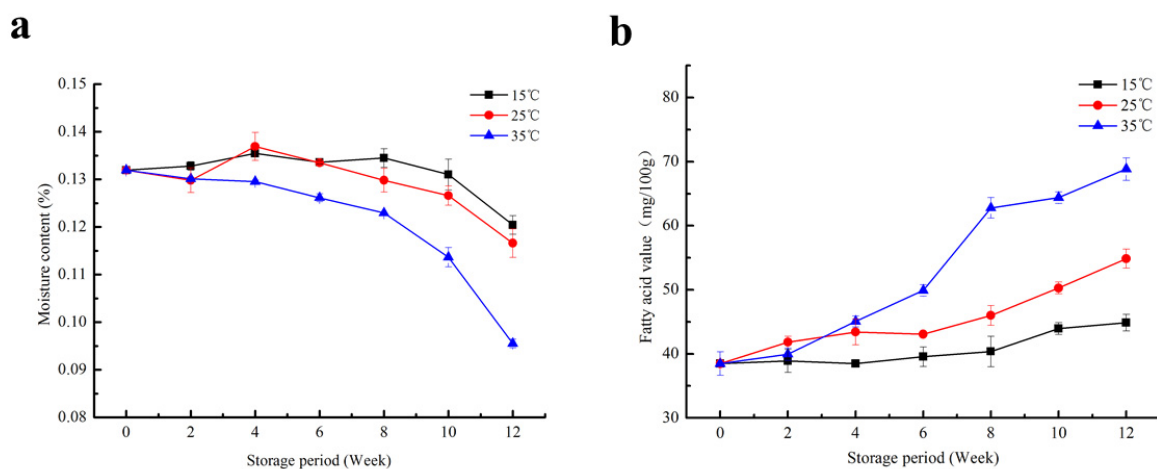 a
0.15
0.14
0.13
0.12
0.11
0.10
0.09
0.08
Moisture content (%)
0 2 4 6 8 10 12
Storage period (Week)
15℃
25℃
35℃
b
80
70
60
50
40
30
Fatty acid value（mg/100g）
0 2 4 6 8 10 12
Storage period (Week)
15℃
25℃
35℃